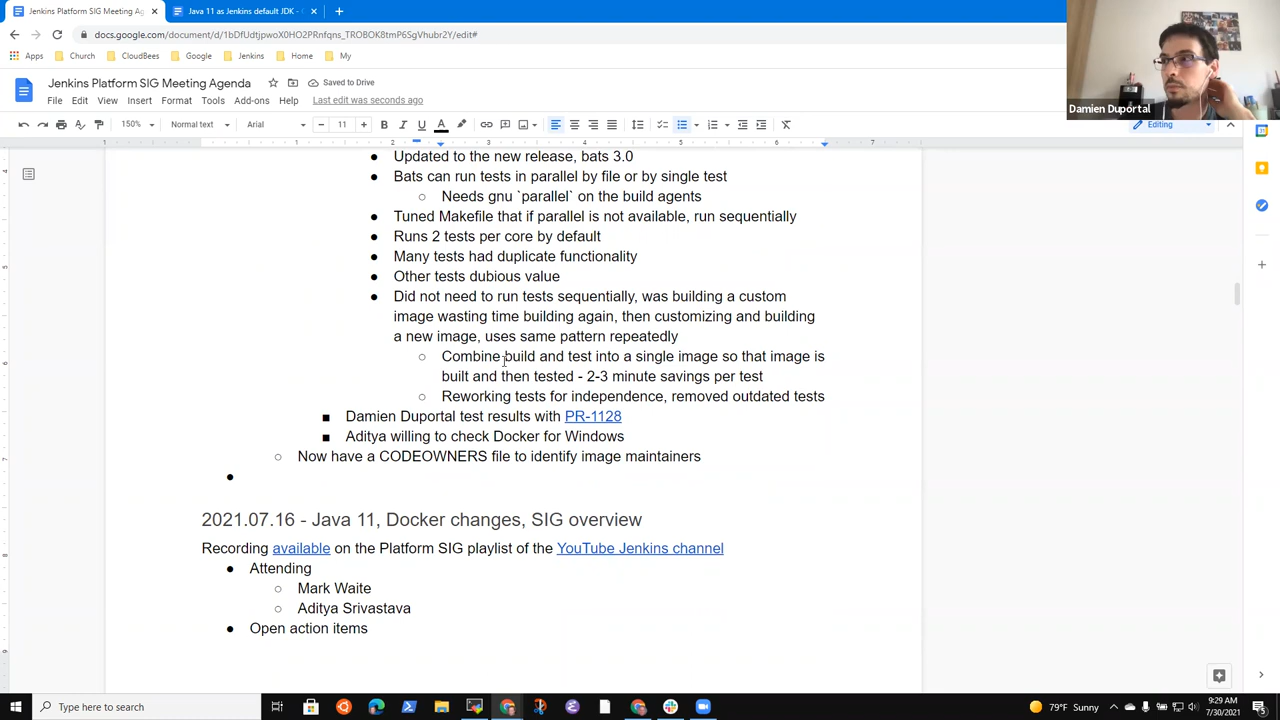 Jenkins Platform SIG Meeting Ag
Java 11 as Jenkins default JDK -
docs.google.com/document/d/1bDfUdtjpwoX0HO2PRnfqns_TROBOK8tmP6SgVhubr2Y/edit#
Apps Church CloudBees Google Jenkins Home My
Jenkins Platform SIG Meeting Agenda Saved to Drive
File Edit View Insert Format Tools Add-ons Help Last edit was seconds ago
Damien Duportal
150% Normal text Arial 11 Editing
1 1 2 3 4 5 6 7
Updated to the new release, bats 3.0
Bats can run tests in parallel by file or by single test
Needs gnu `parallel` on the build agents
Tuned Makefile that if parallel is not available, run sequentially
Runs 2 tests per core by default
Many tests had duplicate functionality
Other tests dubious value
Did not need to run tests sequentially, was building a custom
image wasting time building again, then customizing and building
a new image, uses same pattern repeatedly
Combine build and test into a single image so that image is
built and then tested - 2-3 minute savings per test
Reworking tests for independence, removed outdated tests
Damien Duportal test results with PR-1128
Aditya willing to check Docker for Windows
Now have a CODEOWNERS file to identify image maintainers
2021.07.16 - Java 11, Docker changes, SIG overview
Recording available on the Platform SIG playlist of the YouTube Jenkins channel
Attending
Mark Waite
Aditya Srivastava
Open action items
Type here to search
79°F Sunny
9:29 AM
7/30/2021